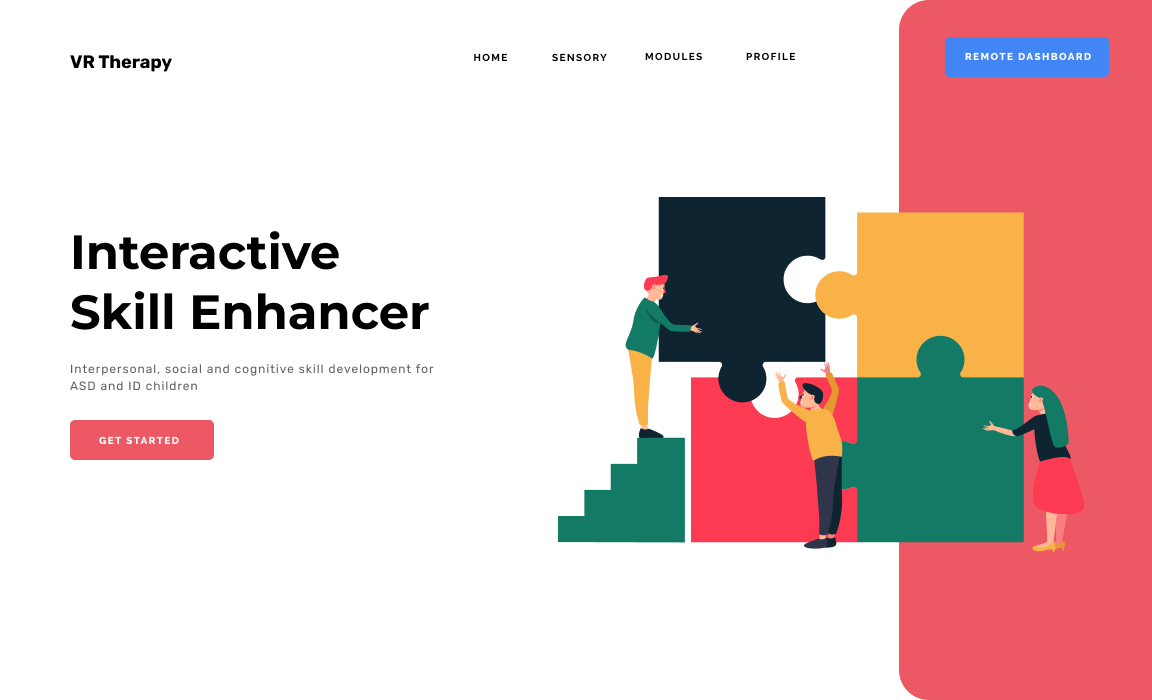 VR Therapy
HOME
SENSORY
MODULES
PROFILE
REMOTE DASHBOARD
Interactive
Skill Enhancer
Interpersonal, social and cognitive skill development for
ASD and ID children
GET STARTED